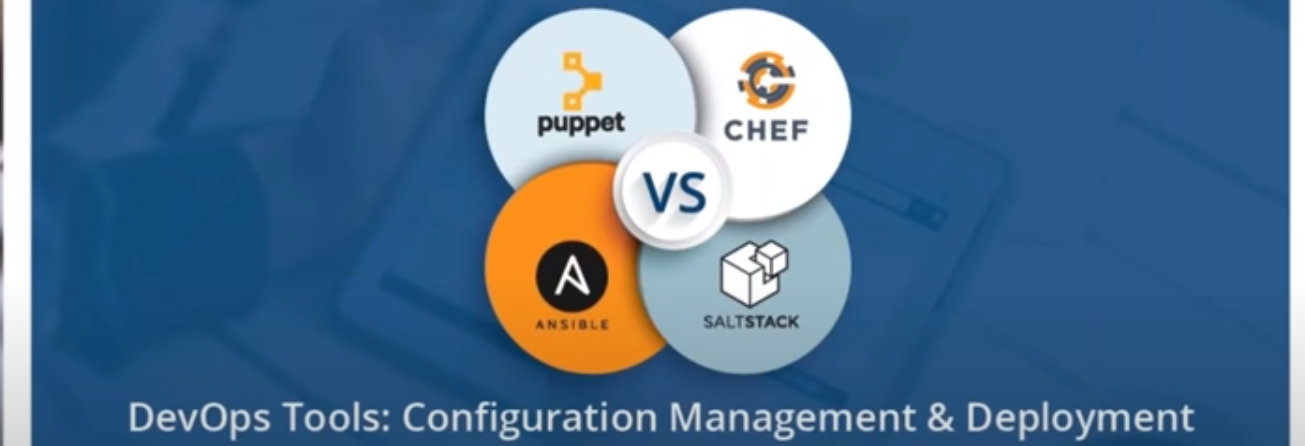 puppet
CHEF
VS
ANSIBLE
SALTSTACK
DevOps Tools: Configuration Management & Deployment